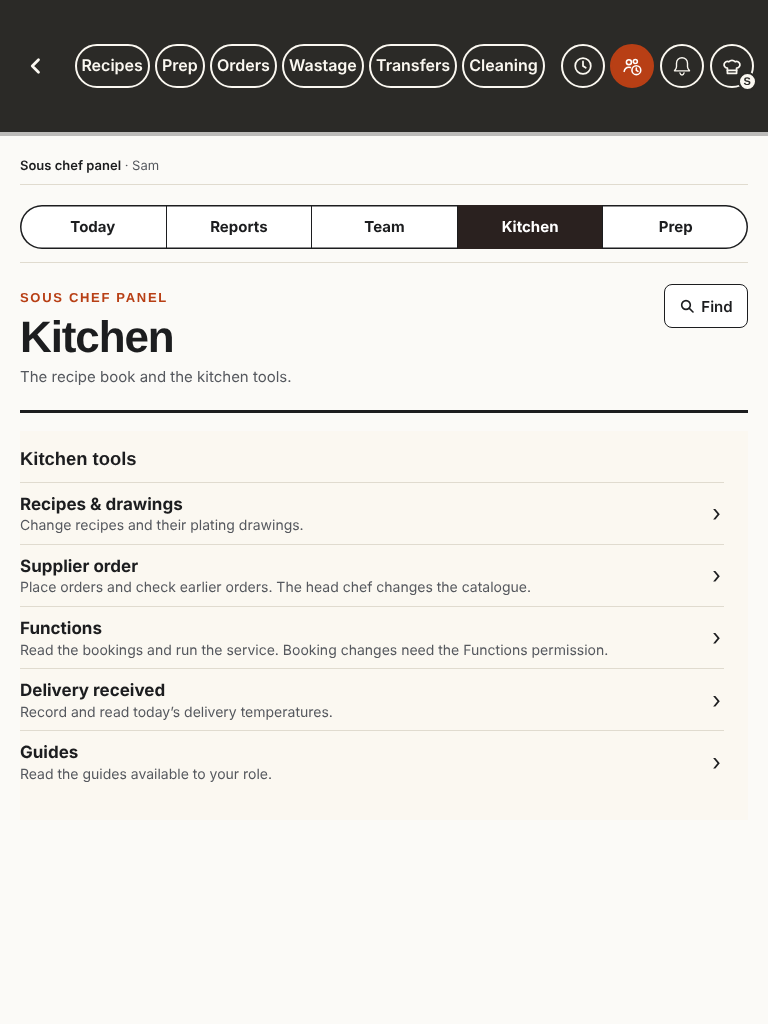 Recipes Prep Orders Wastage Transfers Cleaning
S
Sous chef panel · Sam
Today Reports Team Kitchen Prep
SOUS CHEF PANEL
Find
Kitchen
The recipe book and the kitchen tools.
Kitchen tools
Recipes & drawings
Change recipes and their plating drawings.
Supplier order
Place orders and check earlier orders. The head chef changes the catalogue.
Functions
Read the bookings and run the service. Booking changes need the Functions permission.
Delivery received
Record and read today’s delivery temperatures.
Guides
Read the guides available to your role.